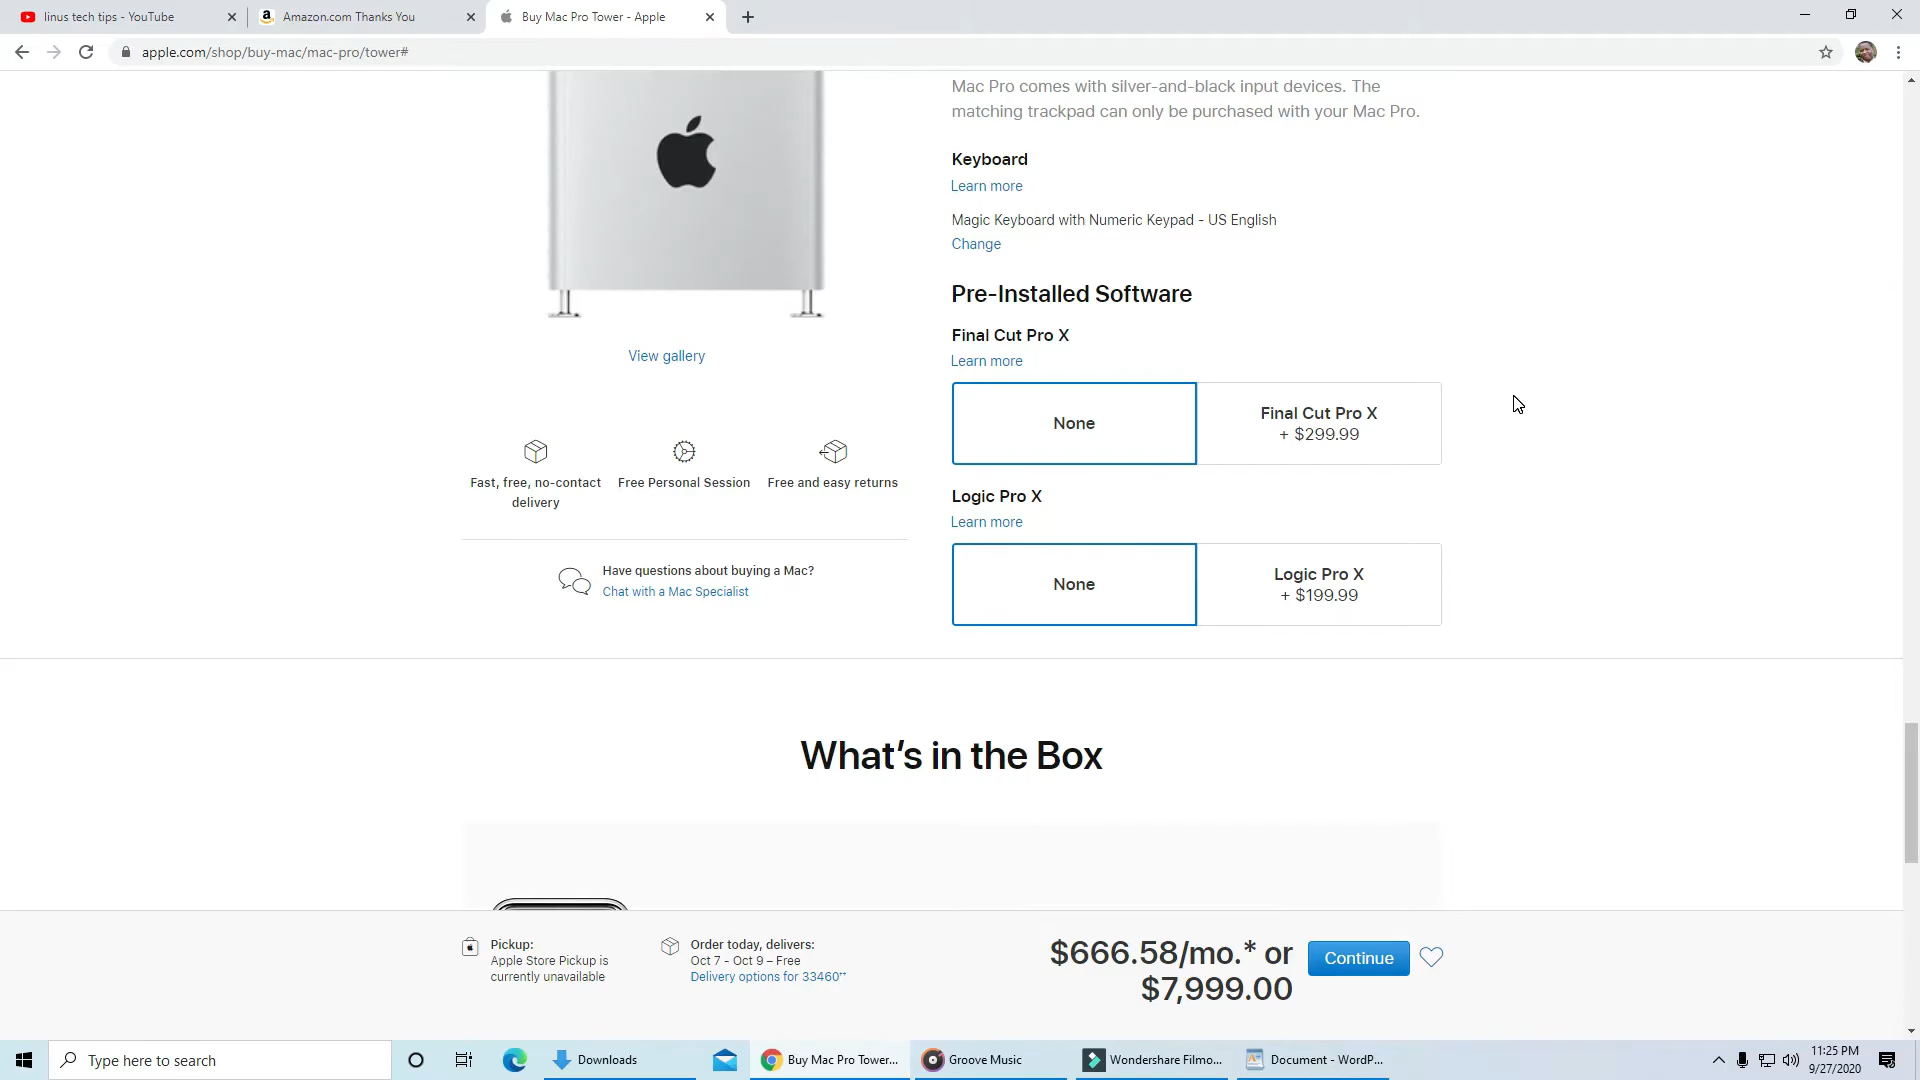 linus tech tips - YouTube
Amazon.com Thanks You
Buy Mac Pro Tower - Apple
apple.com/shop/buy-mac/mac-pro/tower#
Mac Pro comes with silver-and-black input devices. The
matching trackpad can only be purchased with your Mac Pro.
Keyboard
Learn more
Magic Keyboard with Numeric Keypad - US English
Change
Pre-Installed Software
Final Cut Pro X
Learn more
None
Final Cut Pro X
+ $299.99
Logic Pro X
Learn more
None
Logic Pro X
+ $199.99
View gallery
Fast, free, no-contact
delivery
Free Personal Session
Free and easy returns
Have questions about buying a Mac?
Chat with a Mac Specialist
What's in the Box
Pickup:
Apple Store Pickup is
currently unavailable
Order today, delivers:
Oct 7 - Oct 9 – Free
Delivery options for 33460**
$666.58/mo.* or
$7,999.00
Continue
Type here to search
Downloads
Buy Mac Pro Tower...
Groove Music
Wondershare Filmo...
Document - WordP...
11:25 PM
9/27/2020